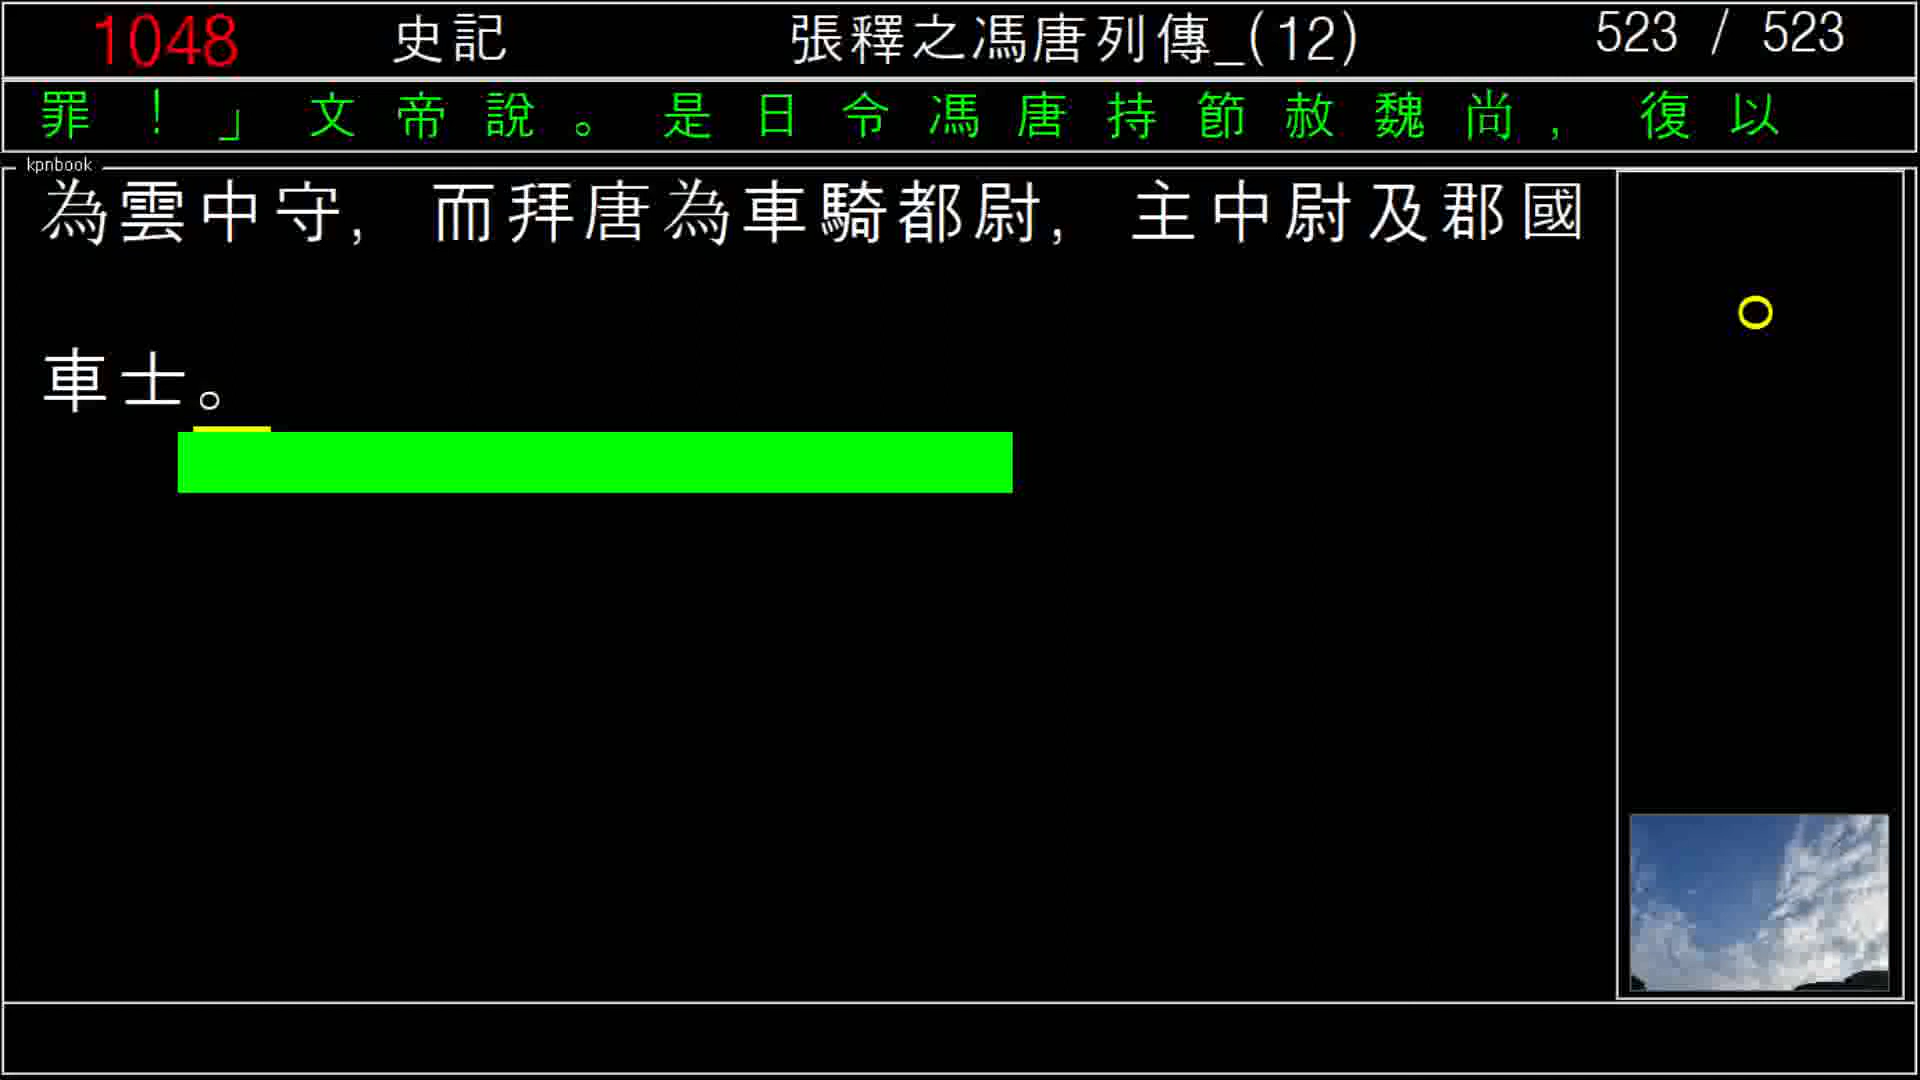 1048 史記 張釋之馮唐列傳_(12) 523 / 523
罪！」文帝說。是日令馮唐持節赦魏尚，復以
kpnbook
為雲中守，而拜唐為車騎都尉，主中尉及郡國
車士。